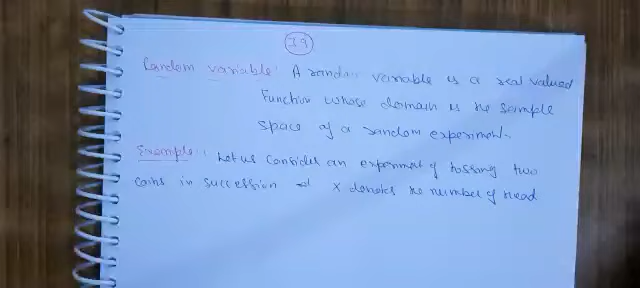 19
Random variable: A random variable is a real valued
Function whose domain is the sample
space of a random experiment.
Example: Let us consider an experiment of tossing two
coins in succession X denotes the number of Head